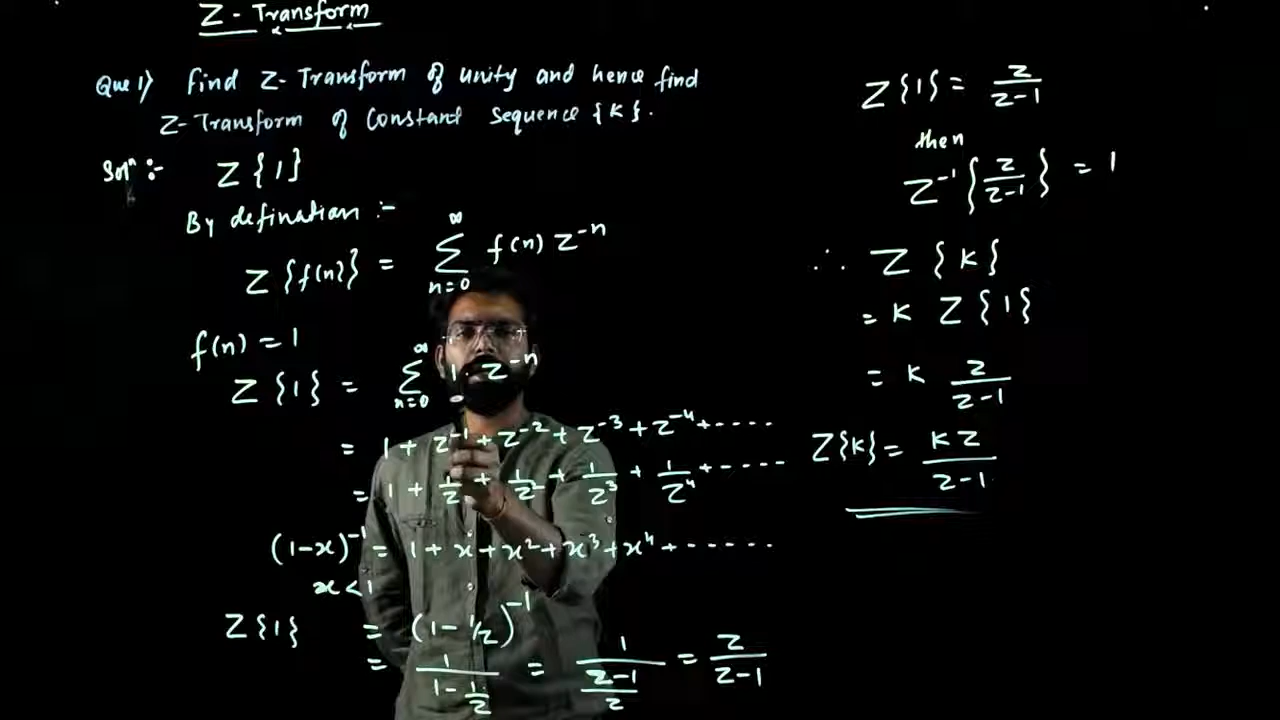 Z - Transform
Que 1) Find Z-Transform of unity and hence find
Z-Transform of Constant Sequence {K}.
Solⁿ :- Z{1}
By defination :-
Z{f(n)} = ∑_{n=0}^{∞} f(n) z^{-n}
f(n) = 1
Z{1} = ∑_{n=0}^{∞} 1 · z^{-n}
= 1 + z^{-1} + z^{-2} + z^{-3} + z^{-4} + ----
= 1 + 1/z + 1/z² + 1/z³ + 1/z⁴ + ----
(1-x)^{-1} = 1 + x + x² + x³ + x⁴ + ------
x < 1
Z{1} = (1 - 1/z)^{-1}
= 1/(1 - 1/z) = 1/((z-1)/z) = z/(z-1)
Z{1} = z/(z-1)
then
Z^{-1}{z/(z-1)} = 1
∴ Z{K}
= K Z{1}
= K z/(z-1)
Z{K} = KZ/(z-1)